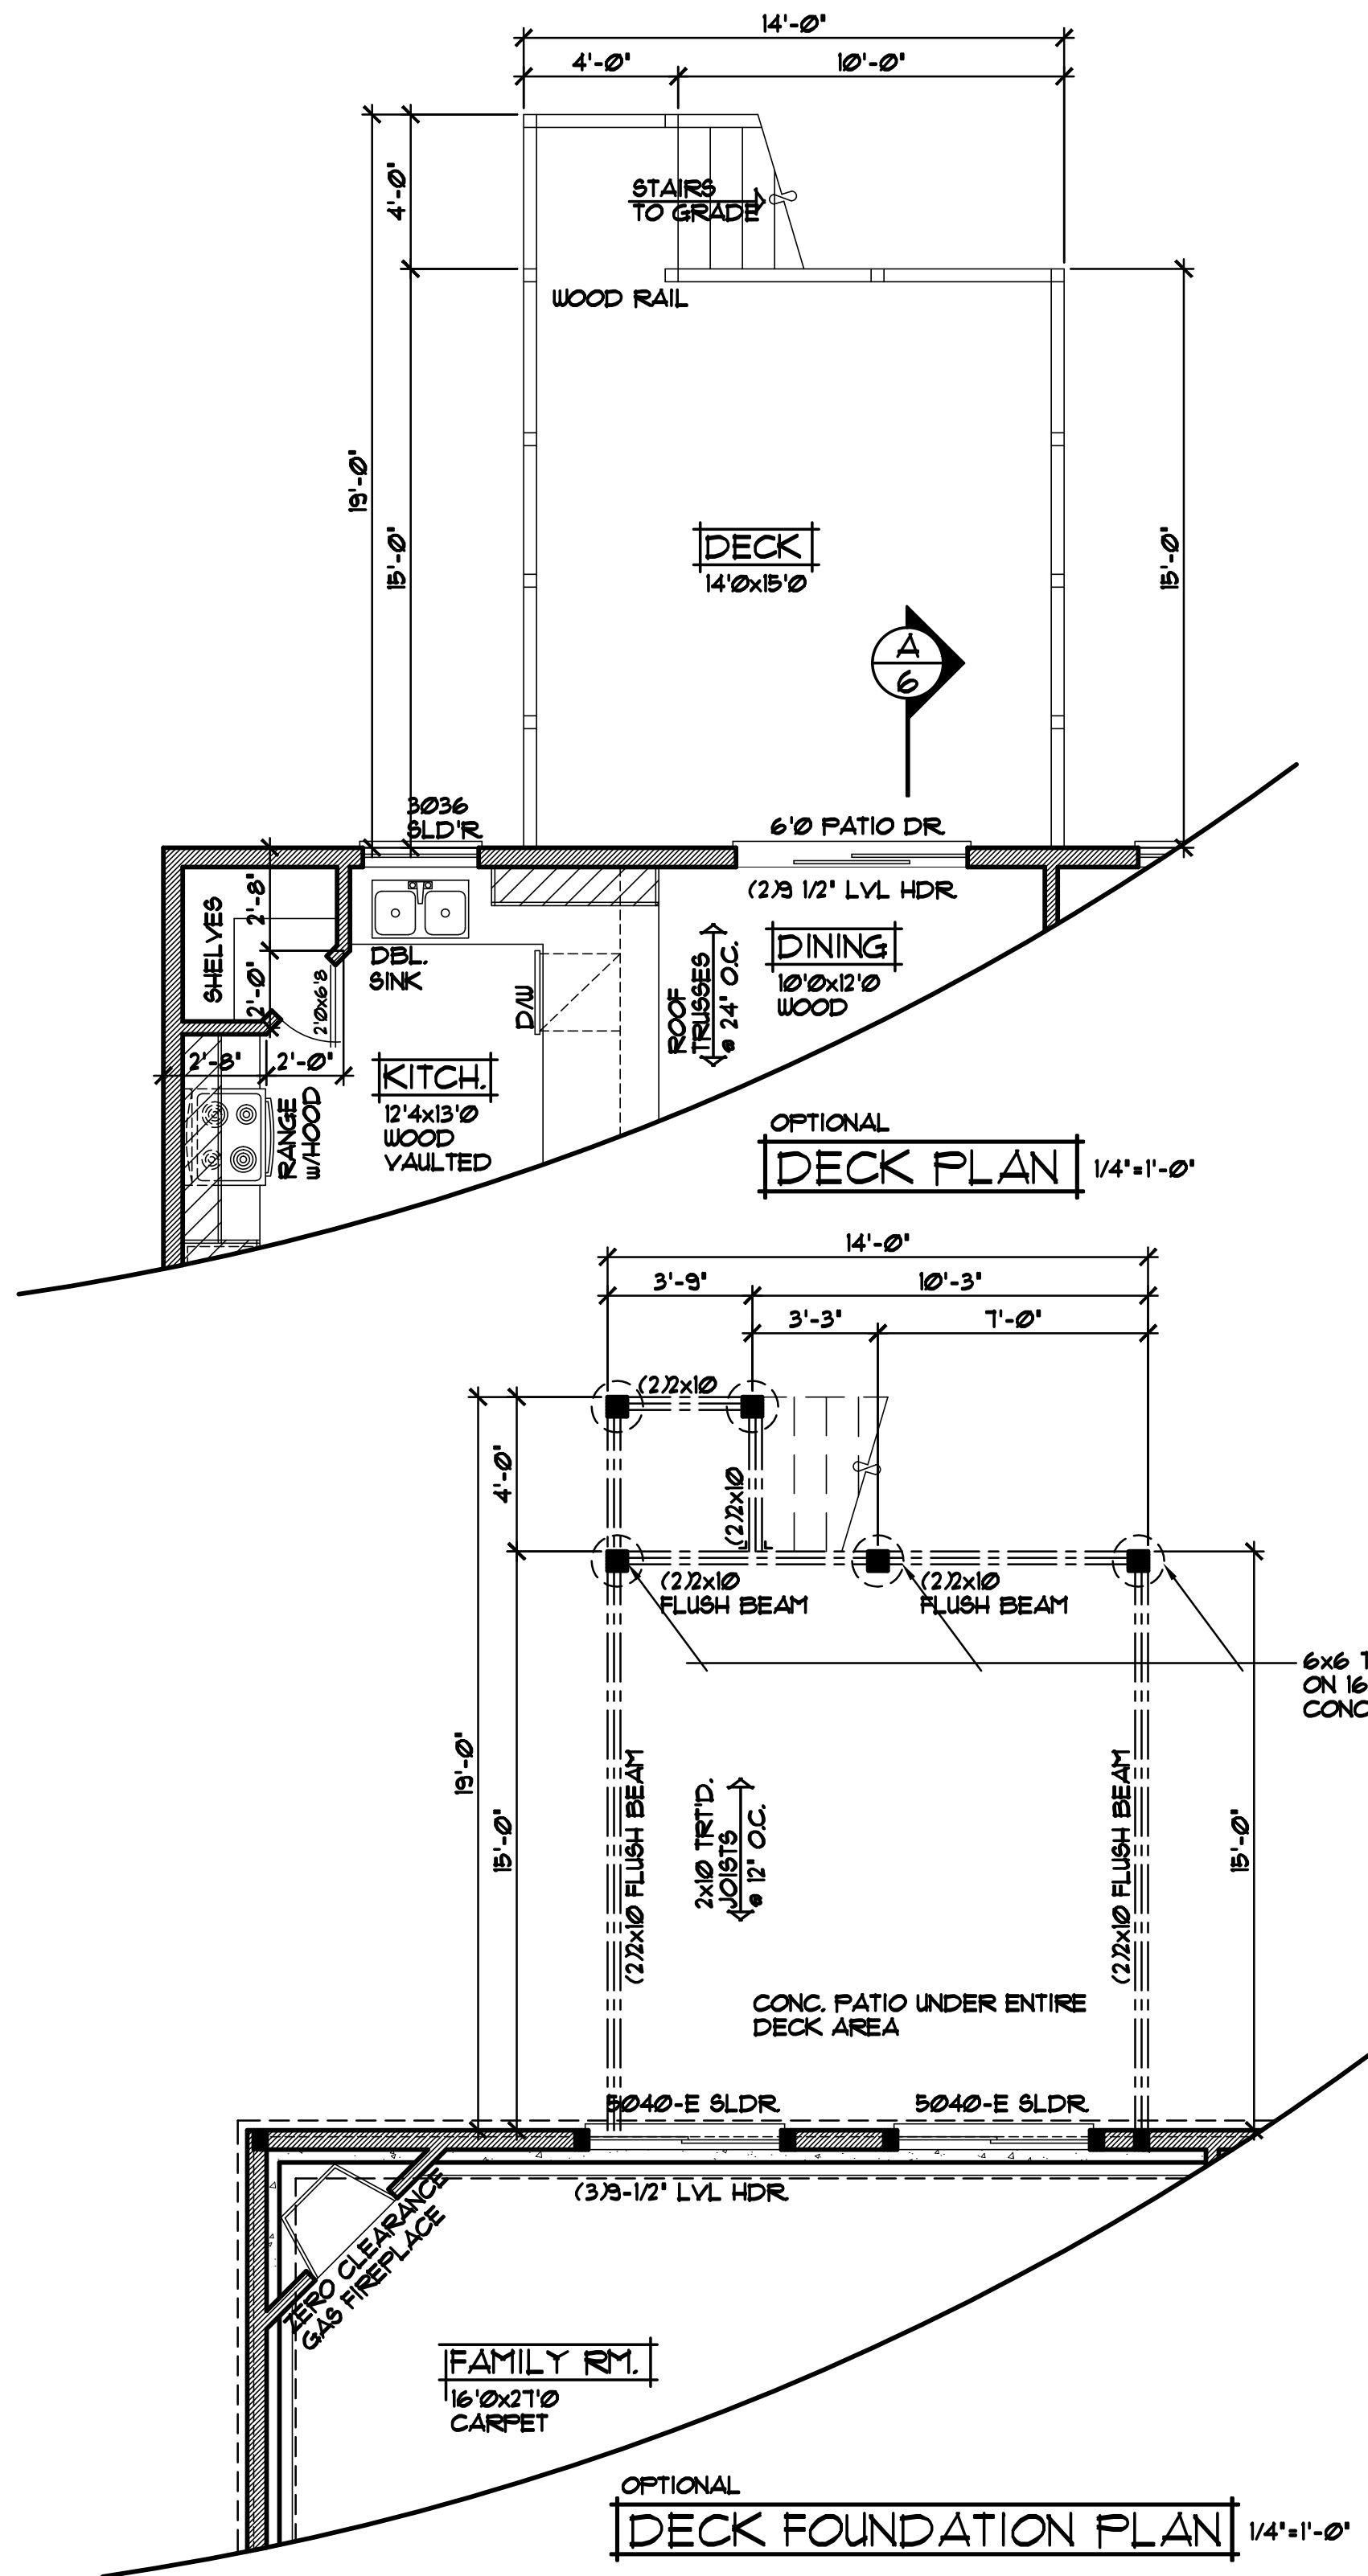 14'-0"
4'-0"
10'-0"
4'-0"
STAIRS
TO GRADE
WOOD RAIL
19'-0"
15'-0"
15'-0"
DECK
14'0x15'0
A
6
3036
SLD'R
6'0 PATIO DR
(2)9 1/2" LVL HDR
SHELVES
2'-8"
2'-0"
2'0x6'8
DBL.
SINK
D/W
ROOF
TRUSSES
@ 24" O.C.
DINING
10'0x12'0
WOOD
2'-8"
2'-0"
RANGE
w/HOOD
KITCH.
12'4x13'0
WOOD
VAULTED
OPTIONAL
DECK PLAN
1/4"=1'-0"
14'-0"
3'-9"
10'-3"
3'-3"
7'-0"
(2)2x10
4'-0"
(2)2x10
(2)2x10
FLUSH BEAM
(2)2x10
FLUSH BEAM
6x6
ON 16
CONC
19'-0"
15'-0"
(2)2x10 FLUSH BEAM
2x10 TRT'D.
JOISTS
@ 12" O.C.
(2)2x10 FLUSH BEAM
15'-0"
CONC. PATIO UNDER ENTIRE
DECK AREA
5040-E SLDR
5040-E SLDR
(3)9-1/2" LVL HDR
ZERO CLEARANCE
GAS FIREPLACE
FAMILY RM.
16'0x27'0
CARPET
OPTIONAL
DECK FOUNDATION PLAN
1/4"=1'-0"